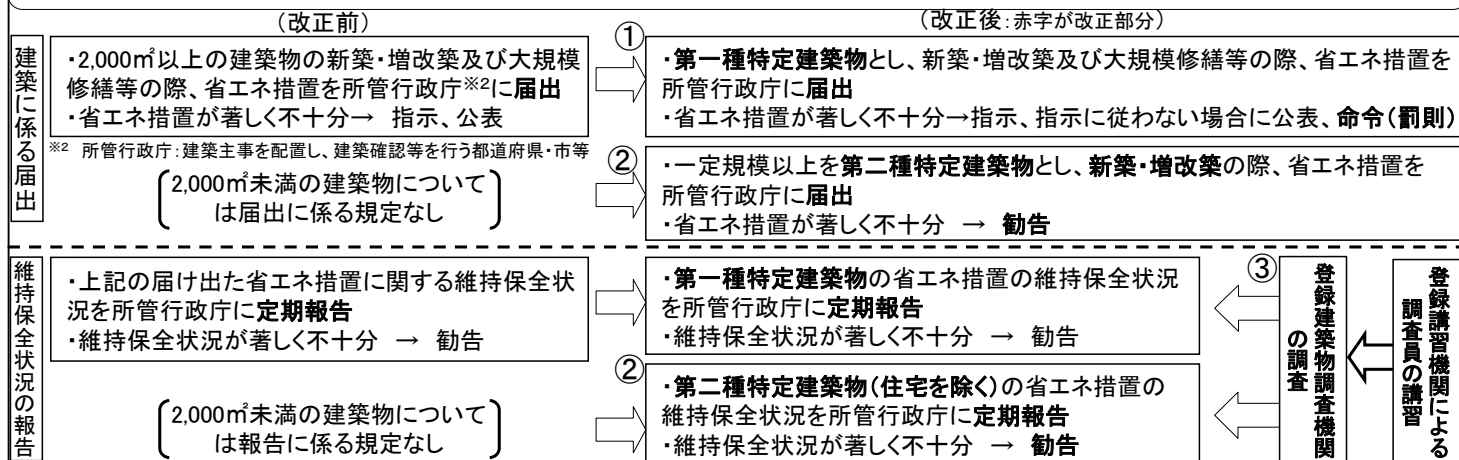 （改正前）
（改正後：赤字が改正部分）
建築に係る届出
・2,000㎡以上の建築物の新築・増改築及び大規模
修繕等の際、省エネ措置を所管行政庁※2に届出
・省エネ措置が著しく不十分→ 指示、公表
※2 所管行政庁：建築主事を配置し、建築確認等を行う都道府県・市等
2,000㎡未満の建築物について
は届出に係る規定なし
①
・第一種特定建築物とし、新築・増改築及び大規模修繕等の際、省エネ措置を
所管行政庁に届出
・省エネ措置が著しく不十分→指示、指示に従わない場合に公表、命令（罰則）
②
・一定規模以上を第二種特定建築物とし、新築・増改築の際、省エネ措置を
所管行政庁に届出
・省エネ措置が著しく不十分 → 勧告
維持保全状況の報告
・上記の届け出た省エネ措置に関する維持保全状
況を所管行政庁に定期報告
・維持保全状況が著しく不十分 → 勧告
2,000㎡未満の建築物について
は報告に係る規定なし
・第一種特定建築物の省エネ措置の維持保全状況
を所管行政庁に定期報告
・維持保全状況が著しく不十分 → 勧告
②
・第二種特定建築物（住宅を除く）の省エネ措置の
維持保全状況を所管行政庁に定期報告
・維持保全状況が著しく不十分 → 勧告
③
登録建築物調査機関
の調査
登録講習機関による
調査員の講習